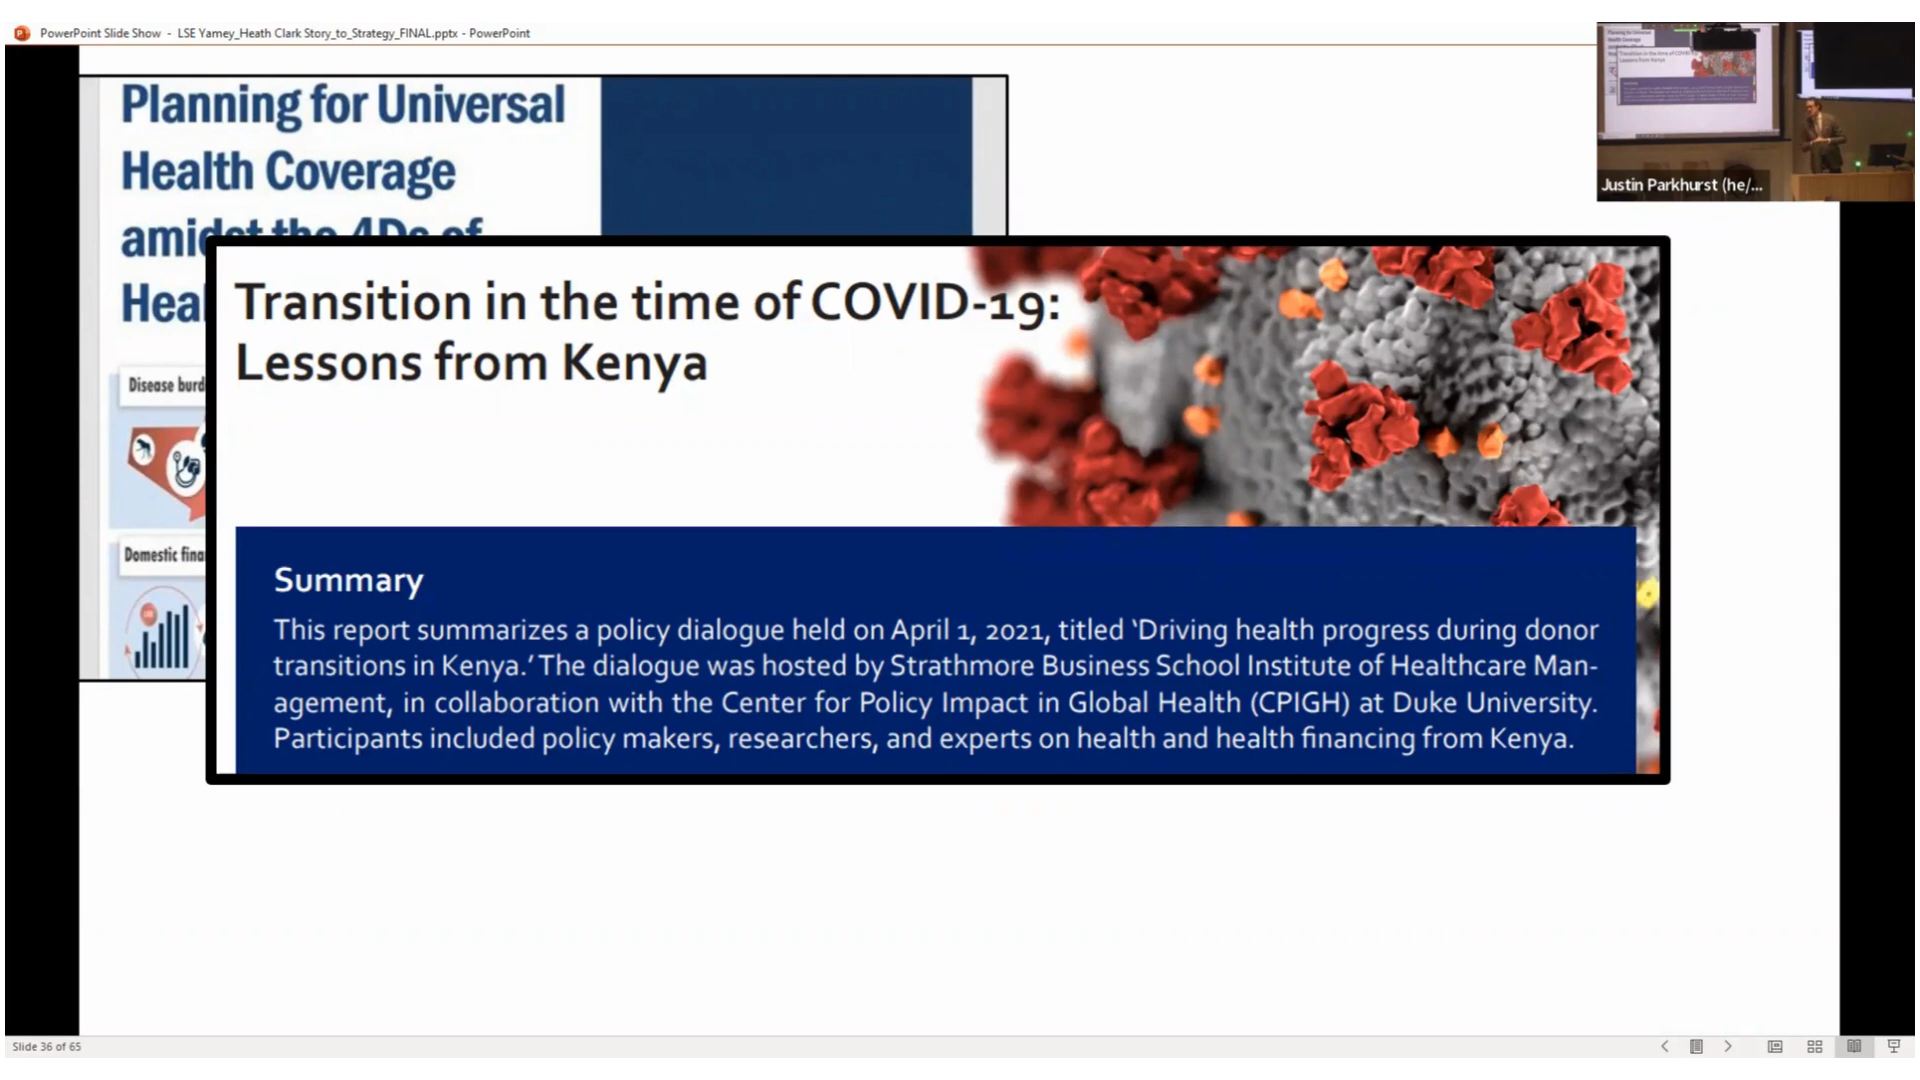 PowerPoint Slide Show - LSE Yamey_Heath Clark Story_to_Strategy_FINAL.pptx - PowerPoint
Planning for Universal
Health Coverage
amidst the 4Ds of
Heal
Disease burd
Domestic fina
Transition in the time of COVID-19:
Lessons from Kenya
Summary
This report summarizes a policy dialogue held on April 1, 2021, titled ‘Driving health progress during donor
transitions in Kenya.’ The dialogue was hosted by Strathmore Business School Institute of Healthcare Man-
agement, in collaboration with the Center for Policy Impact in Global Health (CPIGH) at Duke University.
Participants included policy makers, researchers, and experts on health and health financing from Kenya.
Justin Parkhurst (he/...
Slide 36 of 65